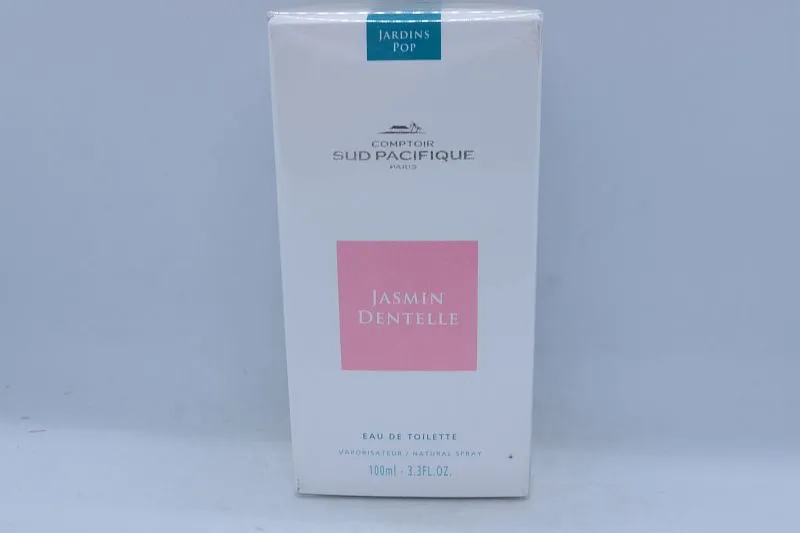 JARDINS
POP
COMPTOIR
SUD PACIFIQUE
PARIS
JASMIN
DENTELLE
EAU DE TOILETTE
VAPORISATEUR / NATURAL SPRAY
100ml - 3.3FL.OZ.